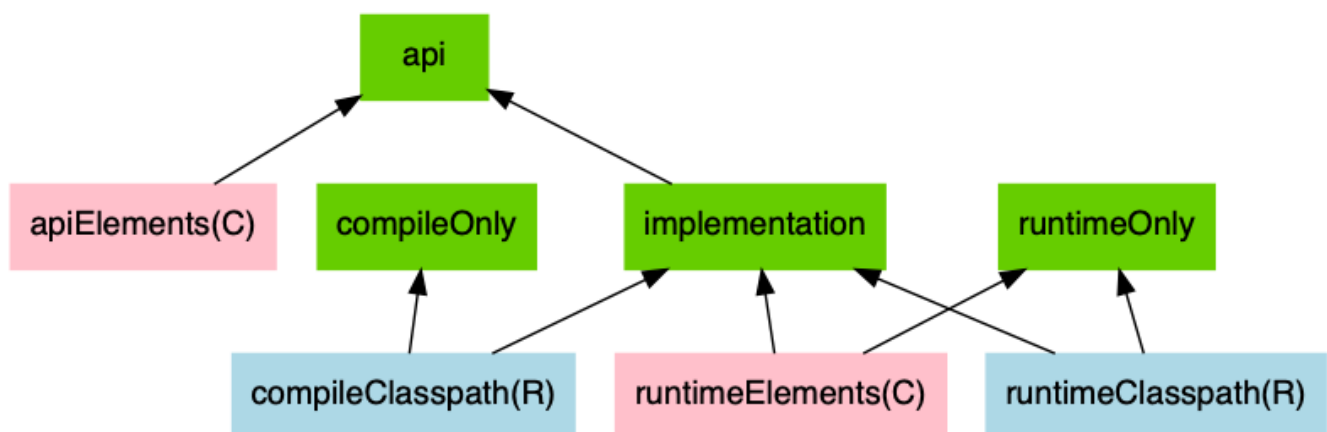 api
apiElements(C)
compileOnly
implementation
runtimeOnly
compileClasspath(R)
runtimeElements(C)
runtimeClasspath(R)